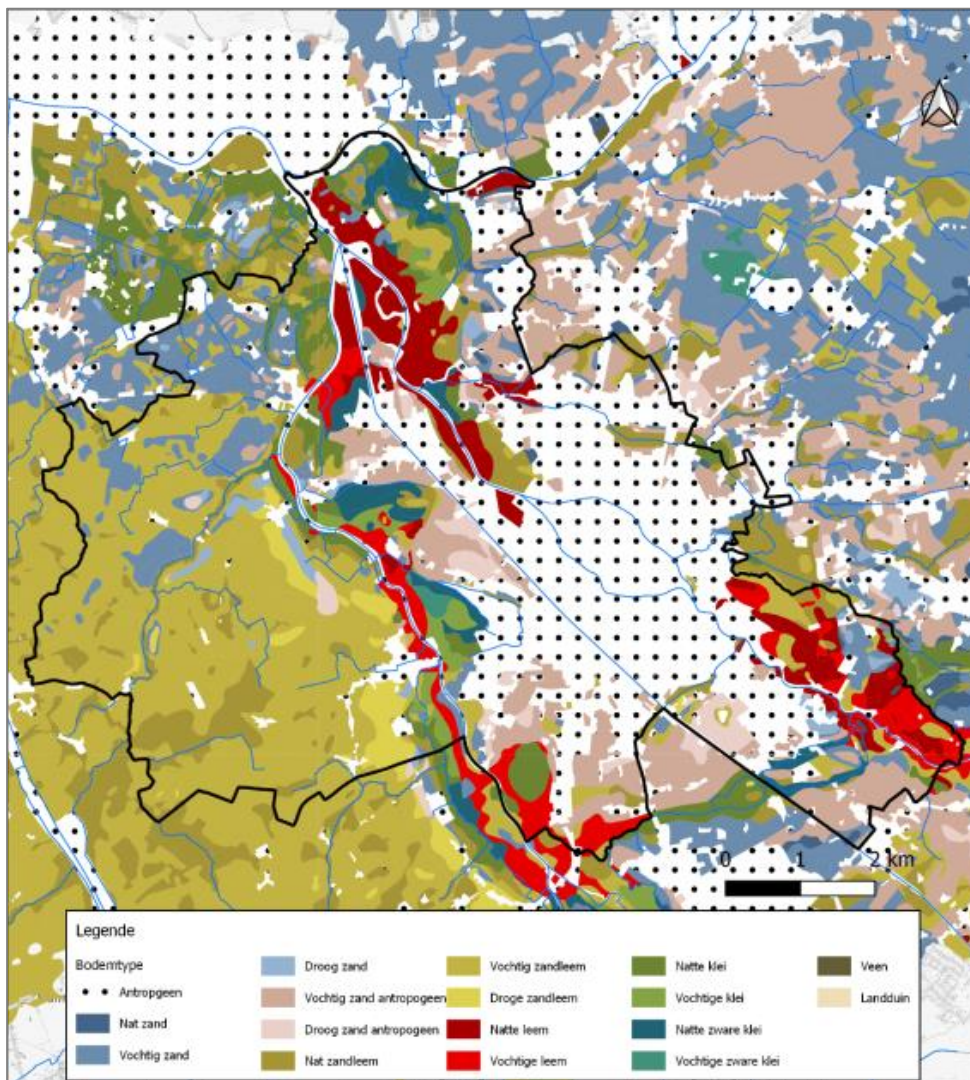 0 1 2 km
Legende
Bodemtype
Antropgeen
Nat zand
Vochtig zand
Droog zand
Vochtig zand antropogeen
Droog zand antropogeen
Nat zandleem
Vochtig zandleem
Droge zandleem
Natte leem
Vochtige leem
Natte klei
Vochtige klei
Natte zware klei
Vochtige zware klei
Veen
Landduin